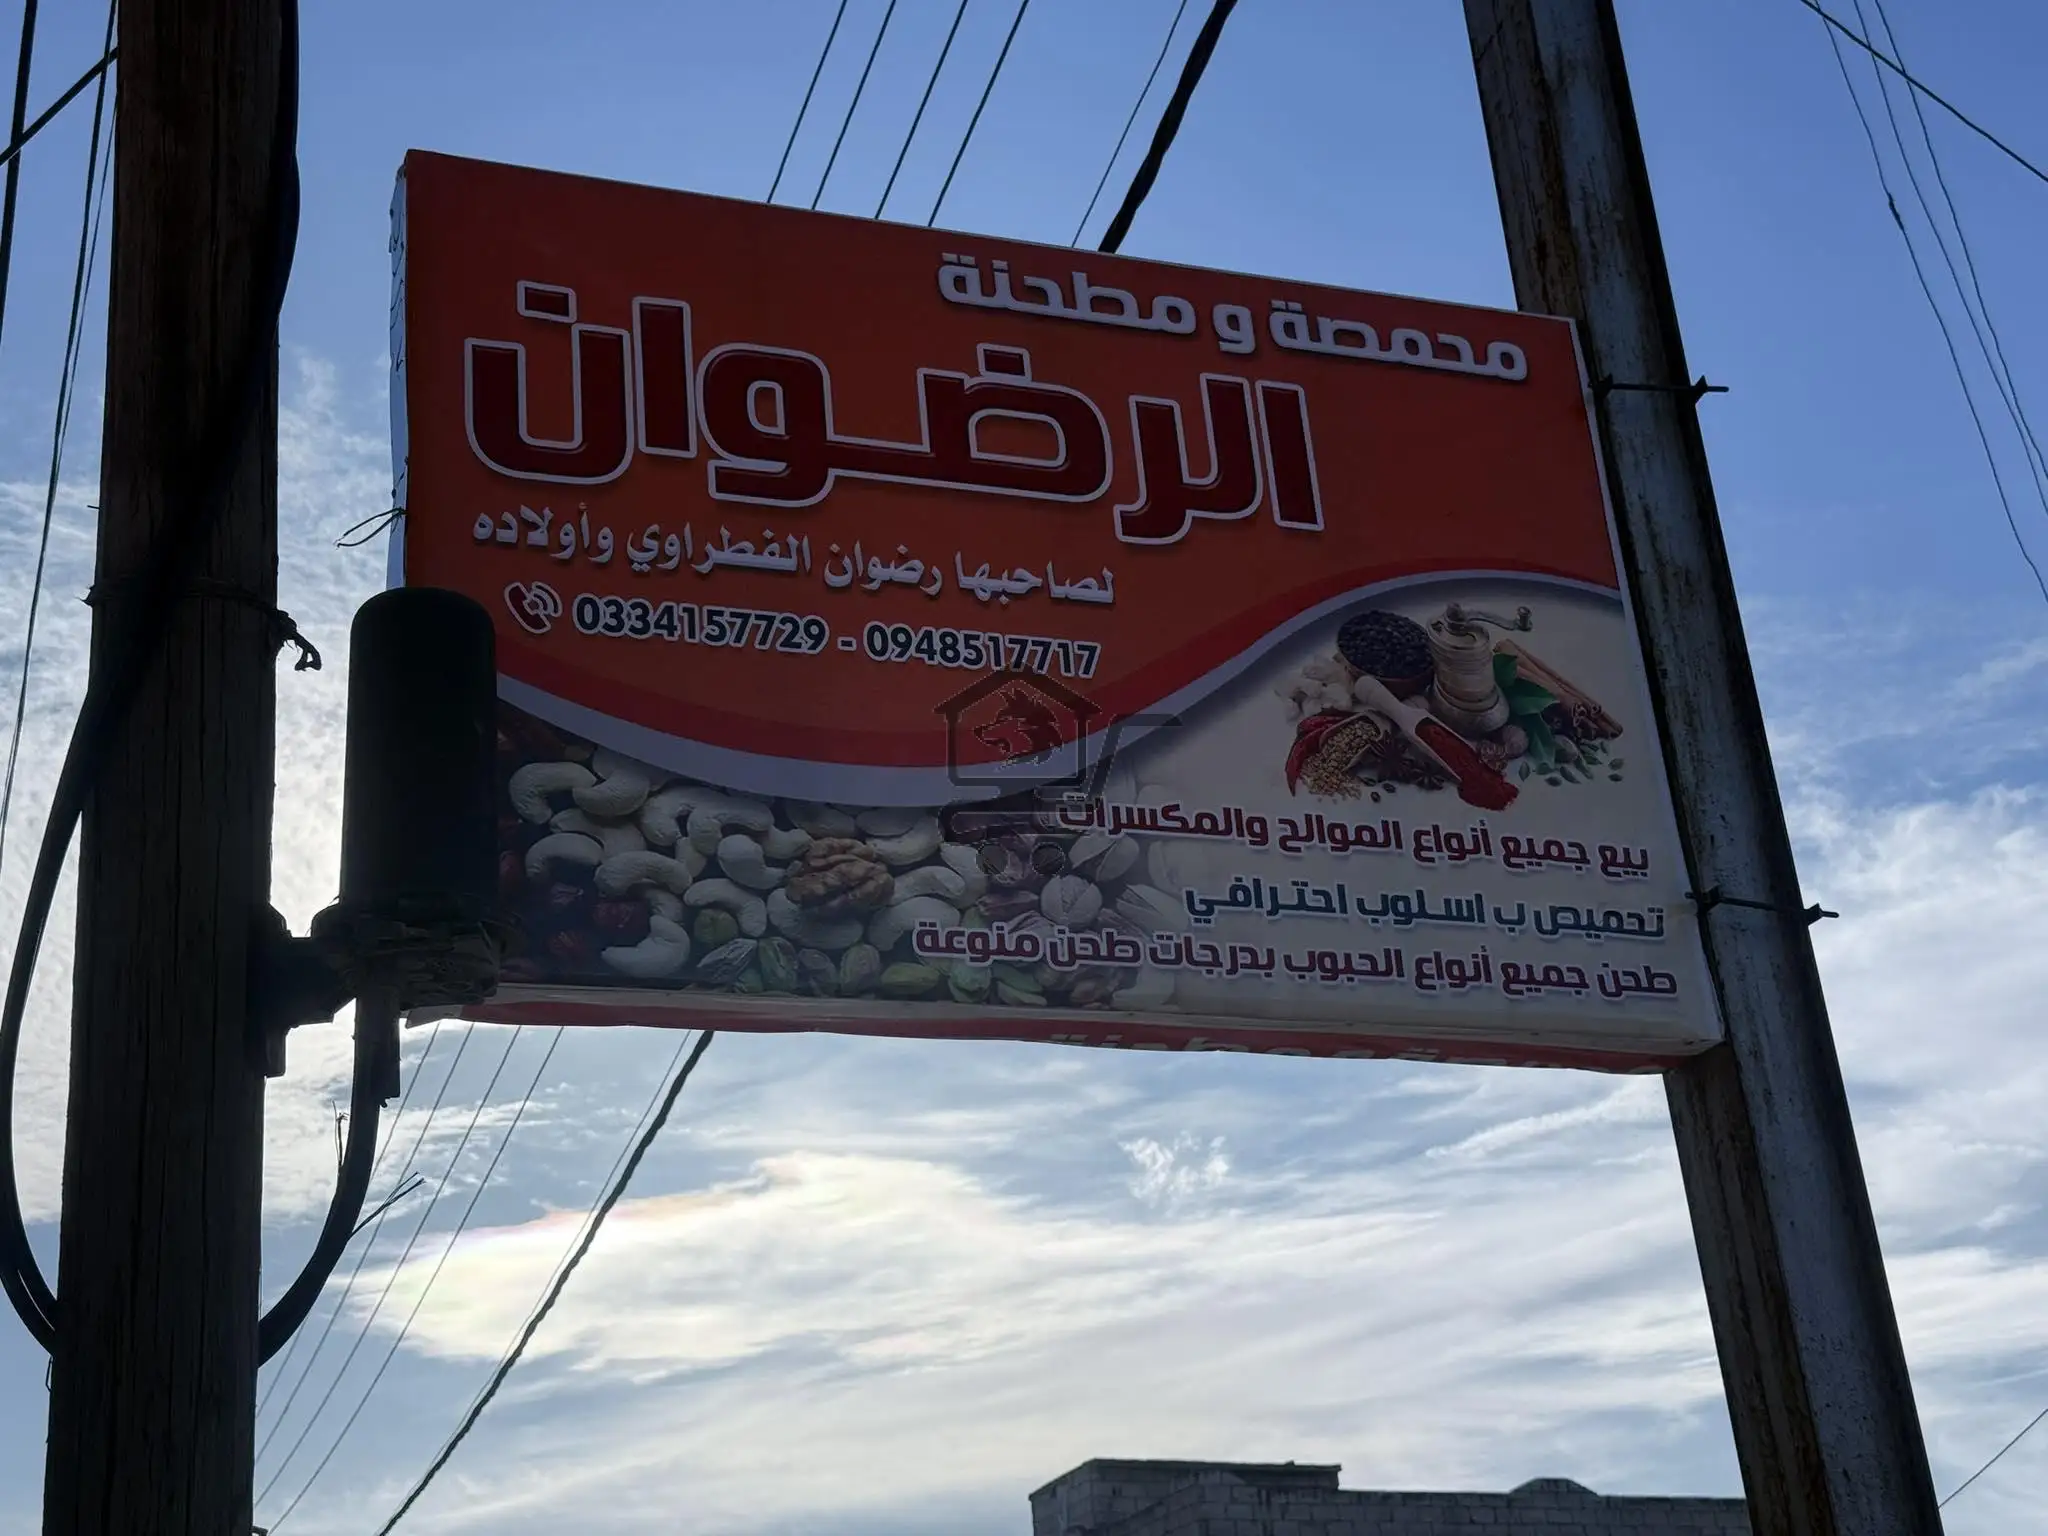 محمصة و مطحنة
الرضوان
لصاحبها رضوان الفطراوي وأولاده
0334157729 - 0948517717
بيع جميع أنواع الموالح والمكسرات
تحميص ب اسلوب احترافي
طحن جميع أنواع الحبوب بدرجات طحن منوعة